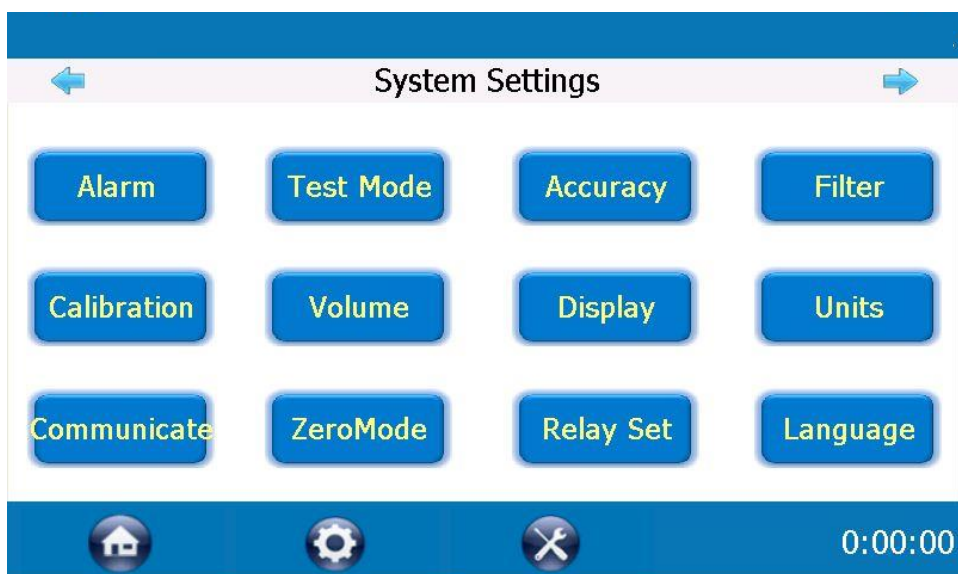 System Settings
Alarm Test Mode Accuracy Filter
Calibration Volume Display Units
Communicate ZeroMode Relay Set Language
0:00:00